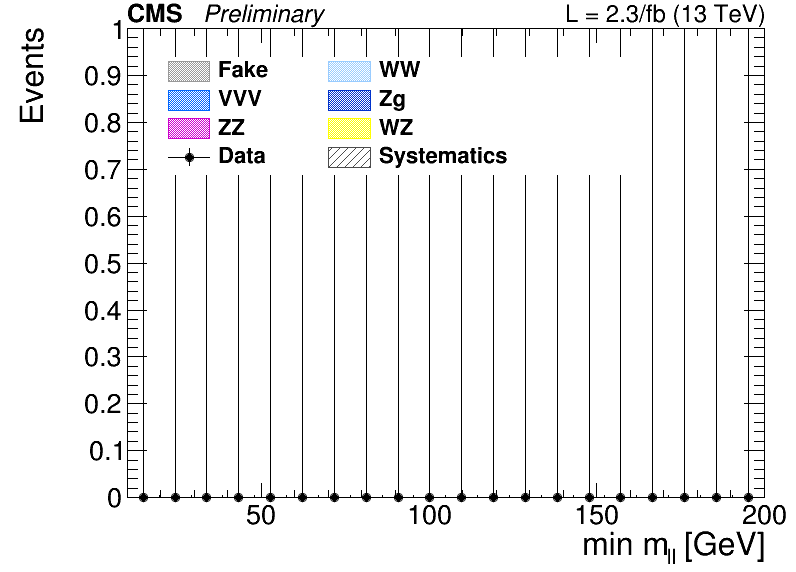 CMS Preliminary L = 2.3/fb (13 TeV)
Events
1
0.9
0.8
0.7
0.6
0.5
0.4
0.3
0.2
0.1
0
Fake WW
VVV Zg
ZZ WZ
Data Systematics
50 100 150 200
min m_ll [GeV]